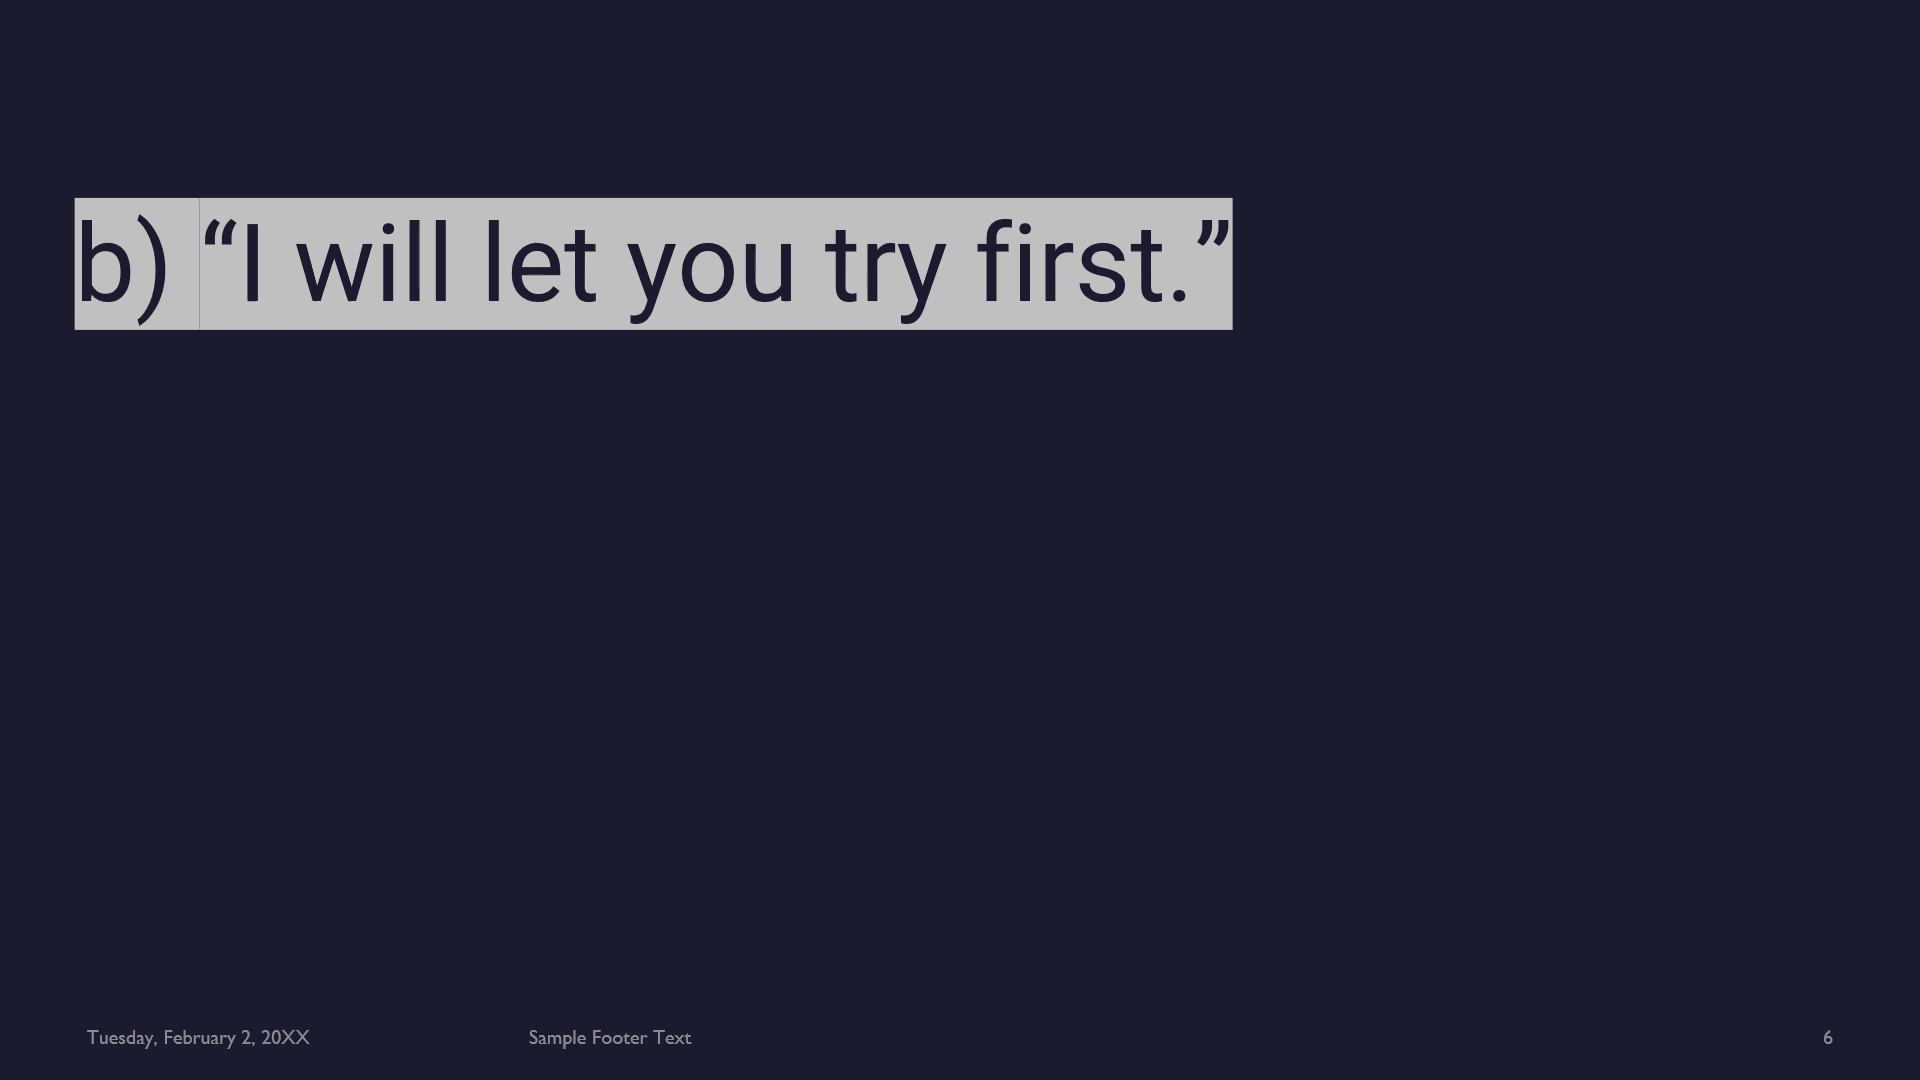 b) “I will let you try first.”
Tuesday, February 2, 20XX
Sample Footer Text
6